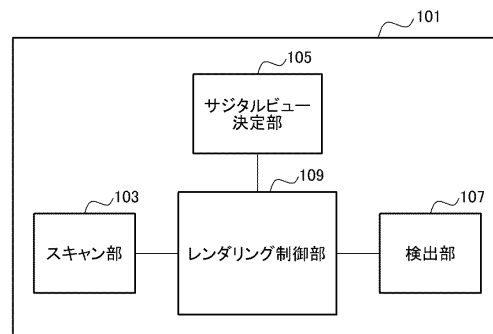 101
105
サジタルビュー
決定部
109
103
107
スキャン部
レンダリング制御部
検出部